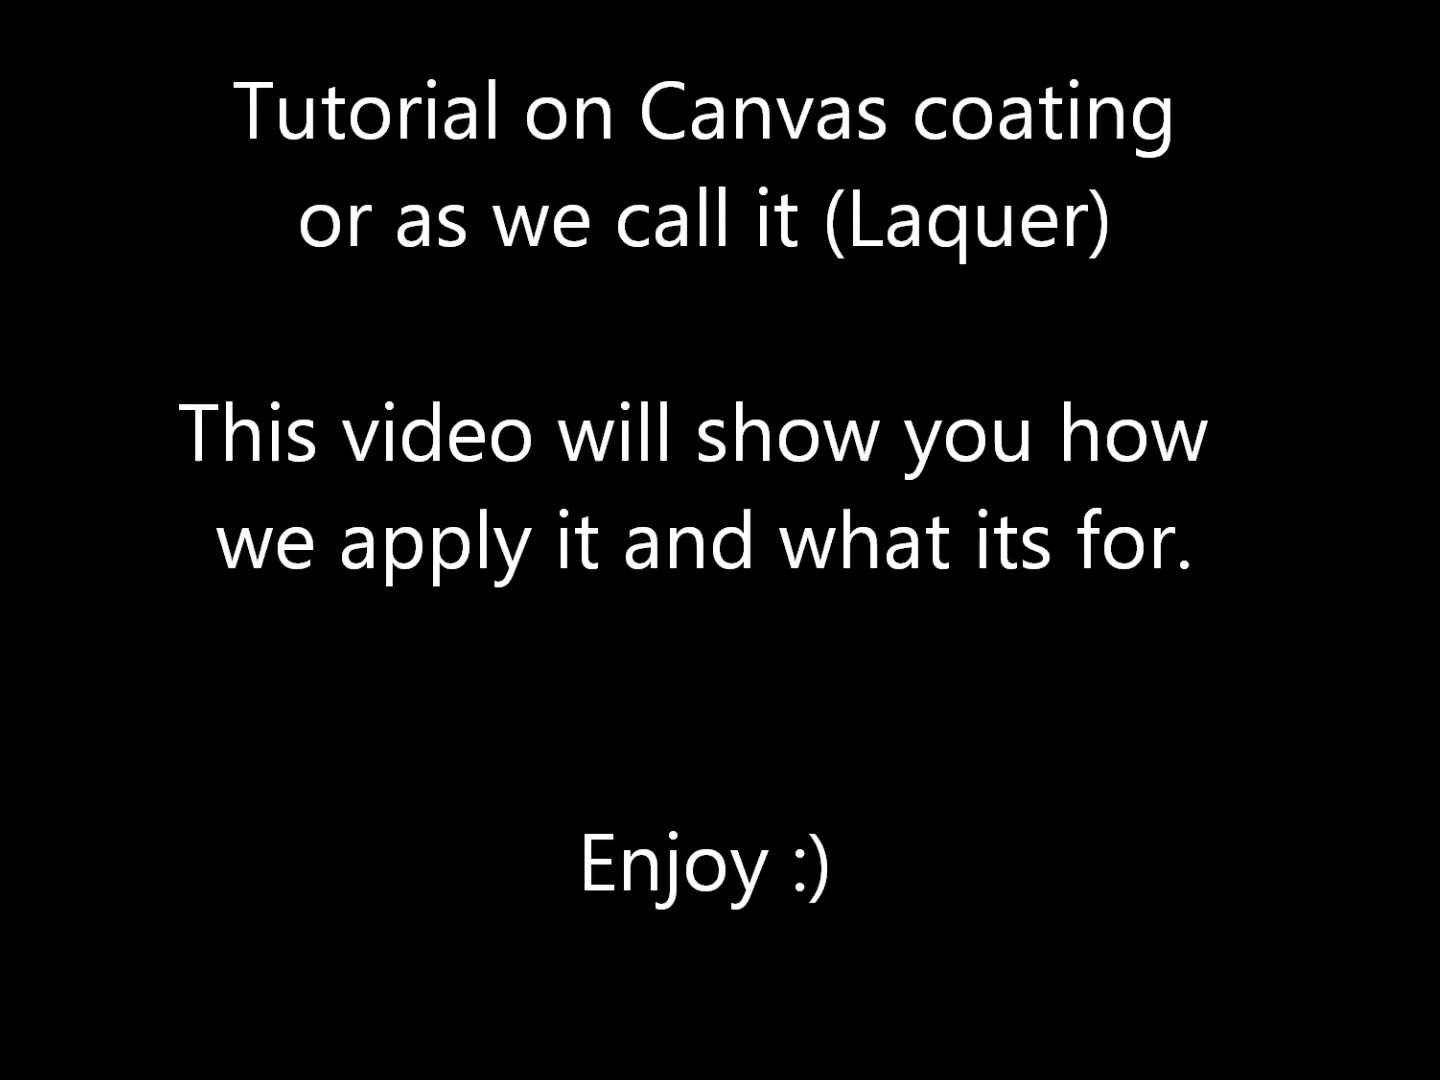 Tutorial on Canvas coating
or as we call it (Laquer)
This video will show you how
we apply it and what its for.
Enjoy :)